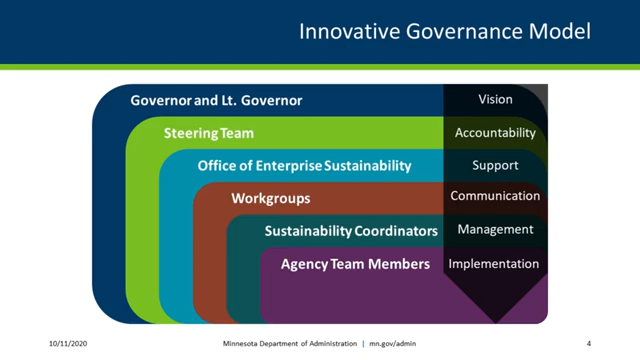 Innovative Governance Model
Governor and Lt. Governor Vision
Steering Team Accountability
Office of Enterprise Sustainability Support
Workgroups Communication
Sustainability Coordinators Management
Agency Team Members Implementation
10/11/2020 Minnesota Department of Administration | mn.gov/admin 4